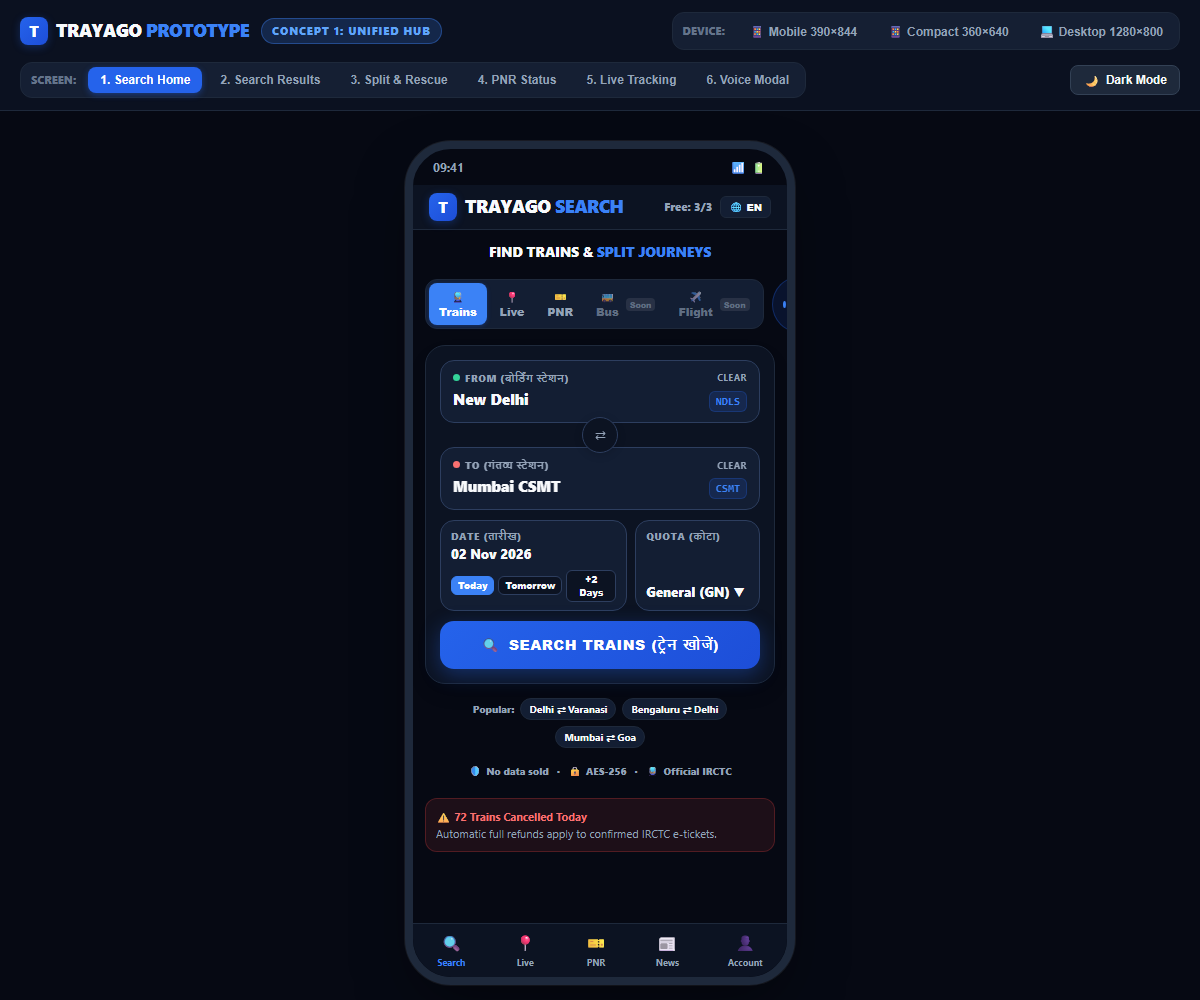 T TRAYAGO PROTOTYPE CONCEPT 1: UNIFIED HUB
DEVICE: Mobile 390×844 Compact 360×640 Desktop 1280×800
SCREEN: 1. Search Home 2. Search Results 3. Split & Rescue 4. PNR Status 5. Live Tracking 6. Voice Modal
Dark Mode
09:41
T TRAYAGO SEARCH Free: 3/3 EN
FIND TRAINS & SPLIT JOURNEYS
Trains Live PNR Bus Soon Flight Soon
FROM (बोर्डिंग स्टेशन) CLEAR
New Delhi NDLS
⇄
TO (गंतव्य स्टेशन) CLEAR
Mumbai CSMT CSMT
DATE (तारीख)
02 Nov 2026
Today Tomorrow +2 Days
QUOTA (कोटा)
General (GN) ▼
SEARCH TRAINS (ट्रेन खोजें)
Popular: Delhi ⇄ Varanasi Bengaluru ⇄ Delhi
Mumbai ⇄ Goa
No data sold · AES-256 · Official IRCTC
72 Trains Cancelled Today
Automatic full refunds apply to confirmed IRCTC e-tickets.
Search Live PNR News Account